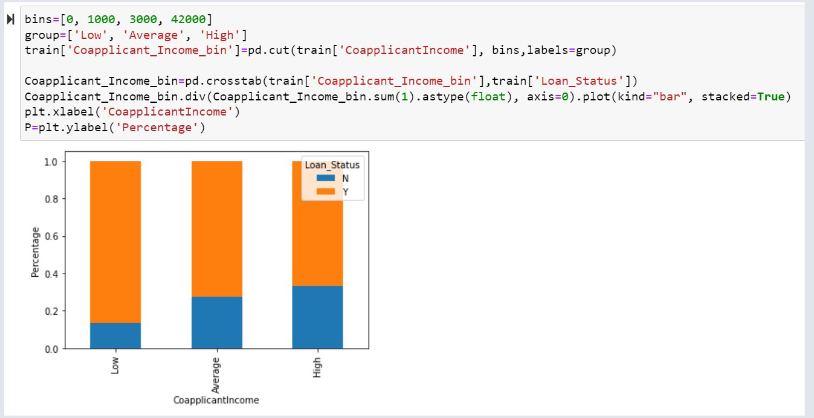 bins=[0, 1000, 3000, 42000]
group=['Low', 'Average', 'High']
train['Coapplicant_Income_bin']=pd.cut(train['CoapplicantIncome'], bins,labels=group)
Coapplicant_Income_bin=pd.crosstab(train['Coapplicant_Income_bin'],train['Loan_Status'])
Coapplicant_Income_bin.div(Coapplicant_Income_bin.sum(1).astype(float), axis=0).plot(kind="bar", stacked=True)
plt.xlabel('CoapplicantIncome')
P=plt.ylabel('Percentage')
Loan_Status
N
Y
1.0
0.8
0.6
0.4
0.2
0.0
Percentage
Low
Average
High
CoapplicantIncome